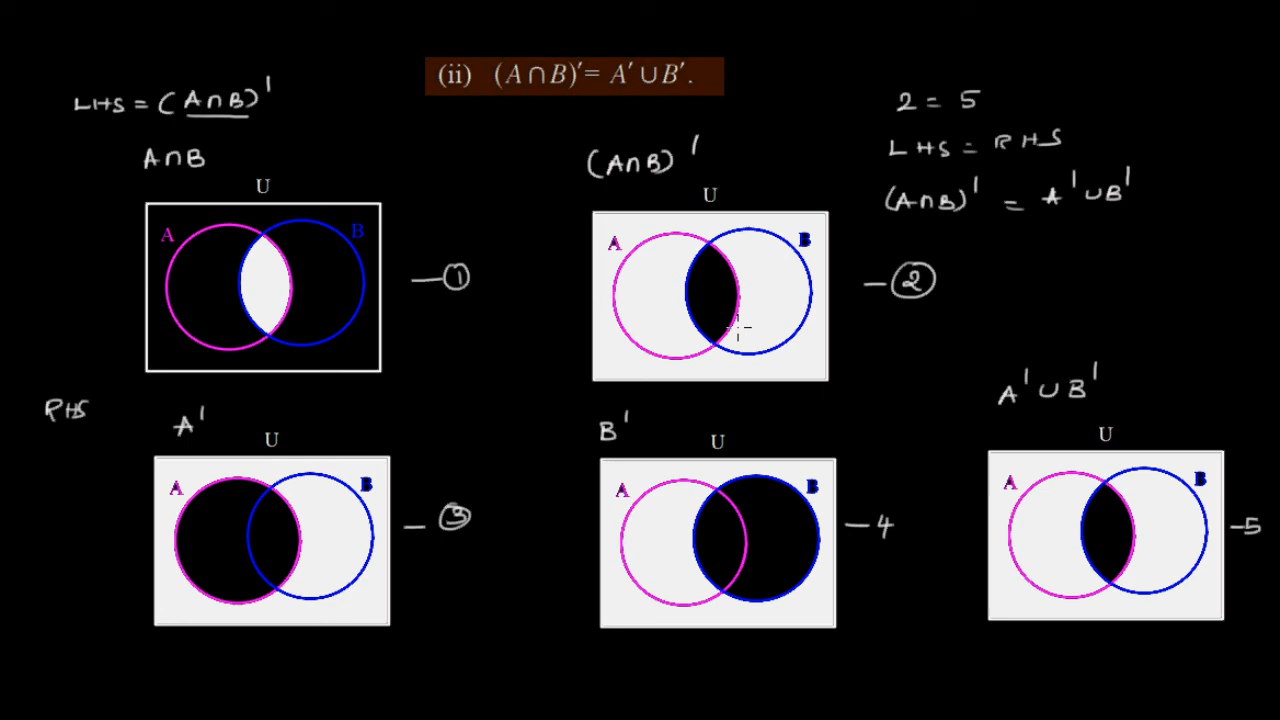 (ii) (A∩B)′= A′∪B′.
LHS = (A∩B)'
A∩B
U
A
B
—①
(A∩B)'
U
A
B
—②
2 = 5
LHS = RHS
(A∩B)' = A'∪B'
RHS
A'
U
A
B
—③
B'
U
A
B
—4
A'∪B'
U
A
B
—5